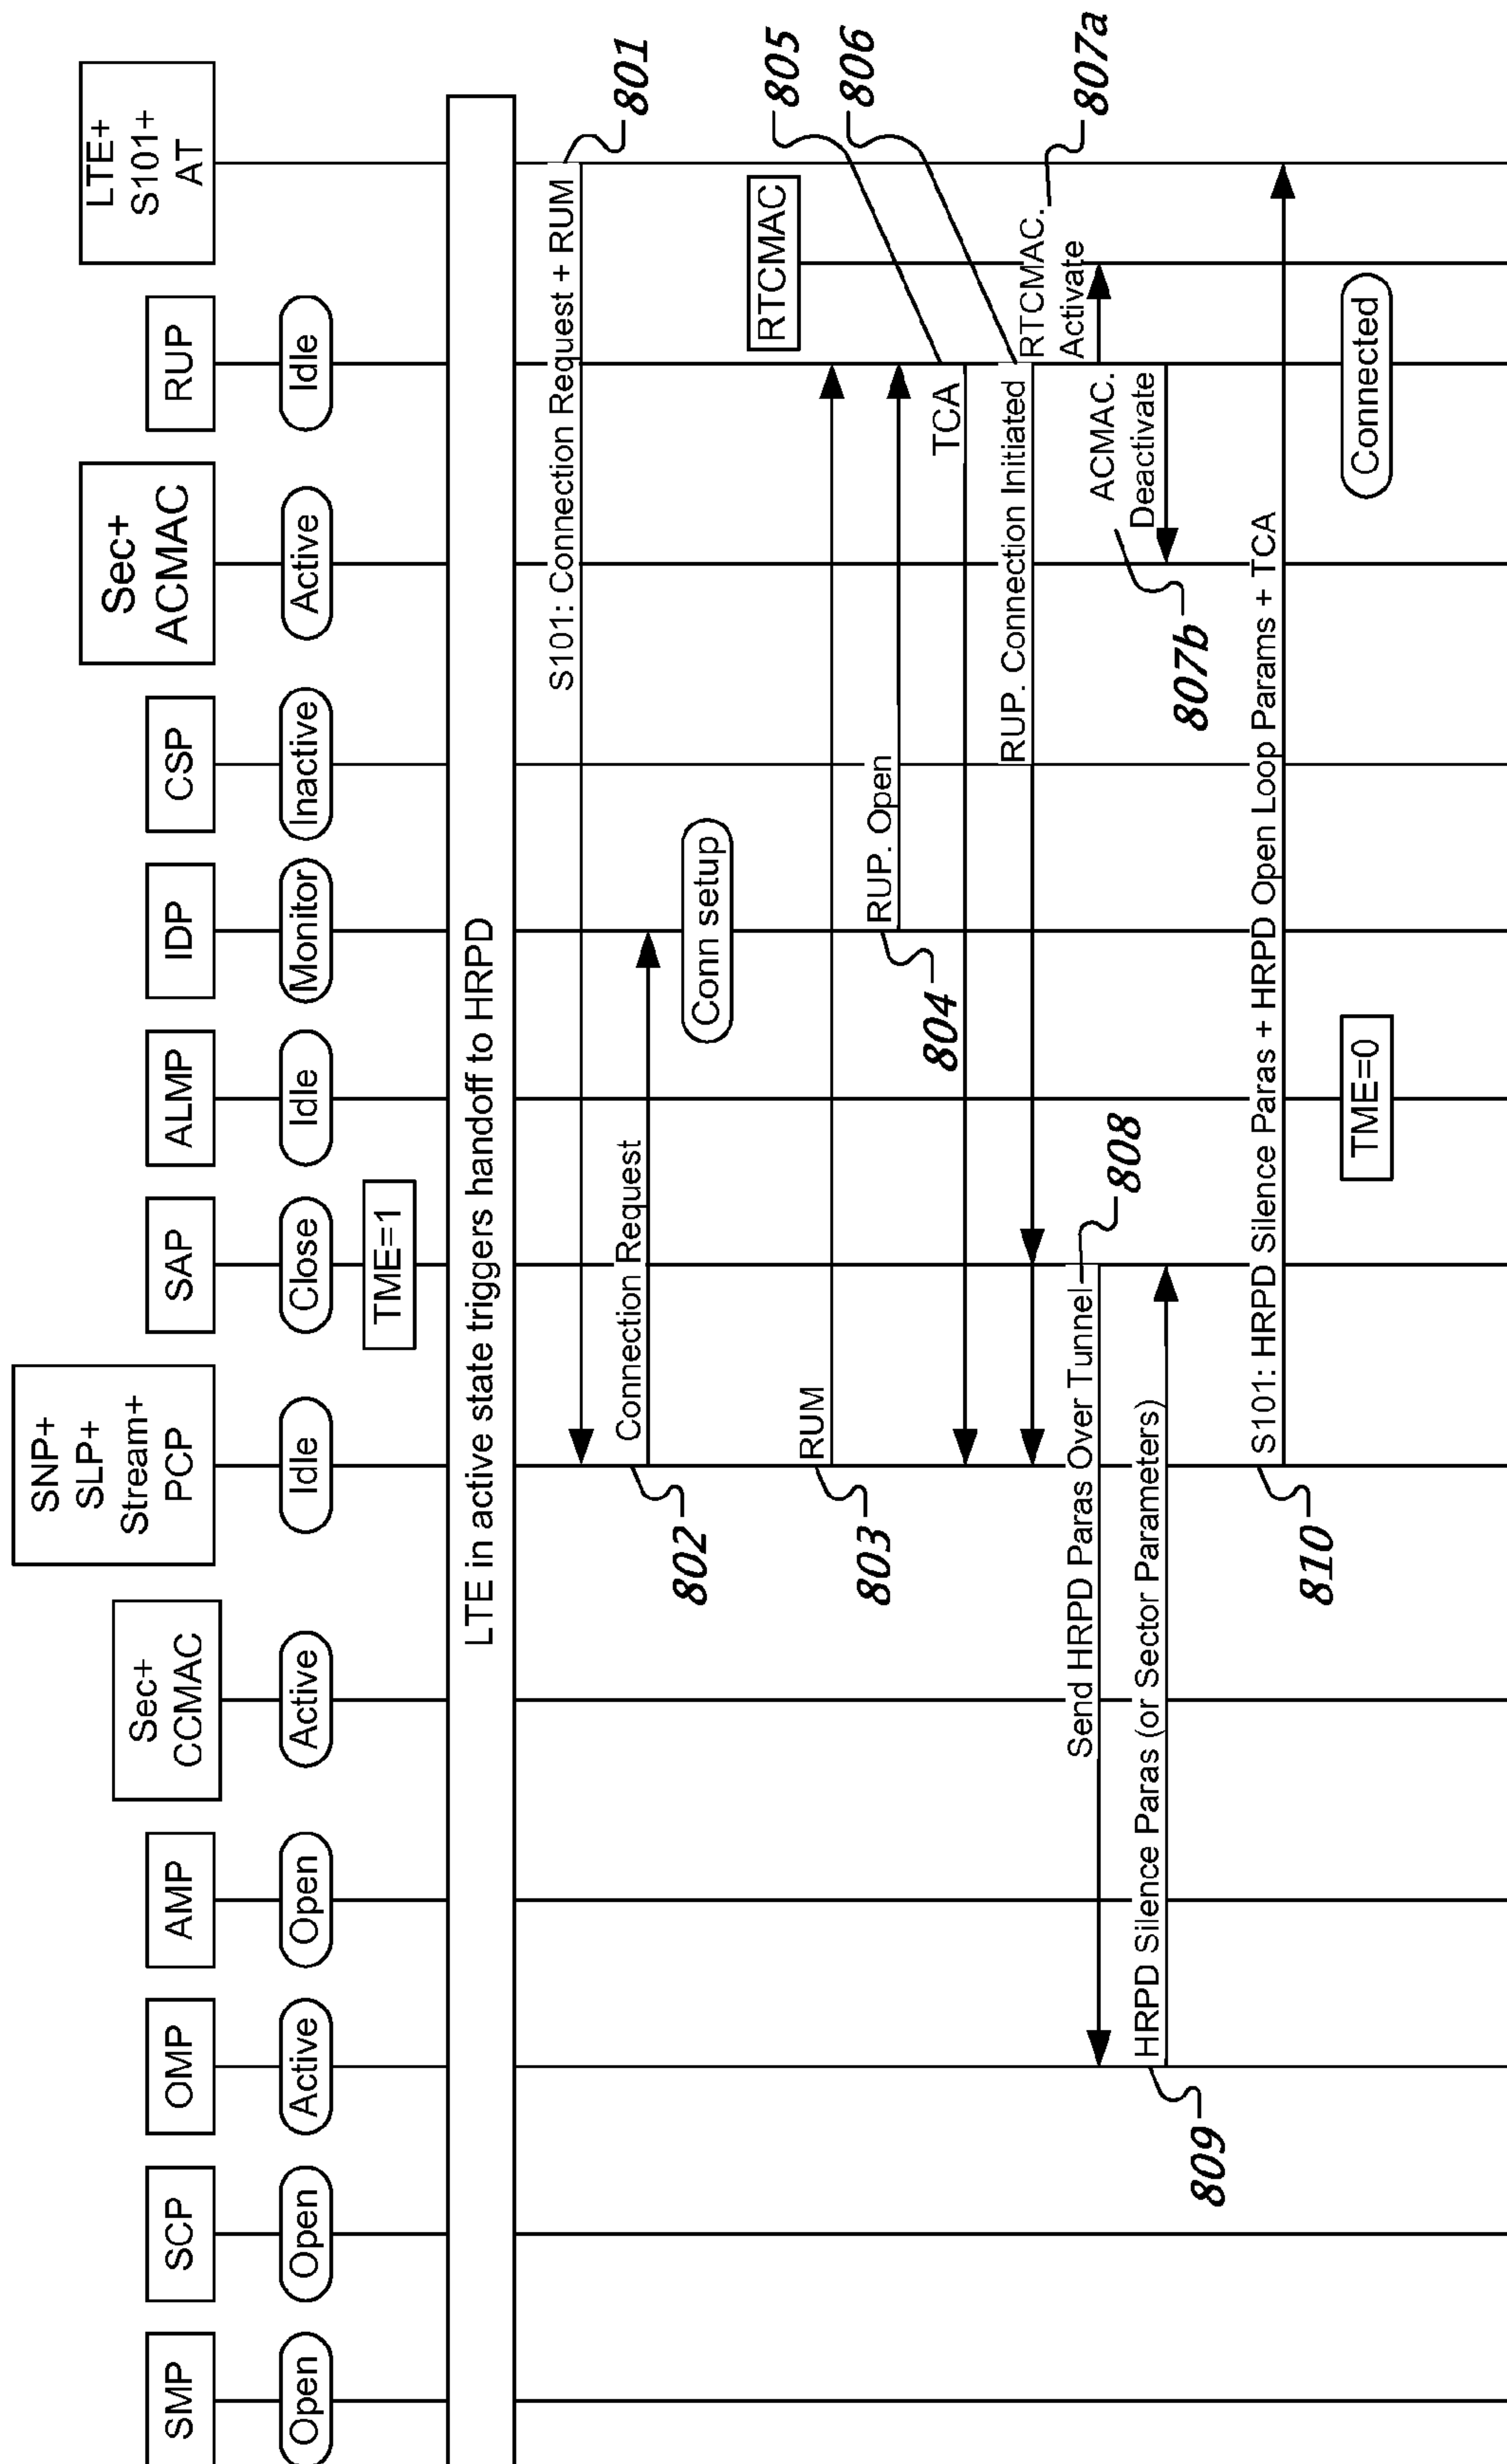 SMP
SCP
OMP
AMP
Sec+
CCMAC
SNP+
SLP+
Stream+
PCP
SAP
ALMP
IDP
CSP
Sec+
ACMAC
RUP
LTE+
S101+
AT
Open
Open
Active
Open
Active
Idle
Close
Idle
Monitor
Inactive
Active
Idle
TME=1
LTE in active state triggers handoff to HRPD
S101: Connection Request + RUM
801
802
Connection Request
Conn setup
RTCMAC
805
803
RUM
806
804
RUP. Open
TCA
RUP. Connection Initiated
RTCMAC.
Activate
807a
Send HRPD Paras Over Tunnel
808
ACMAC.
Deactivate
807b
809
HRPD Silence Paras (or Sector Parameters)
810
S101: HRPD Silence Paras + HRPD Open Loop Params + TCA
TME=0
Connected